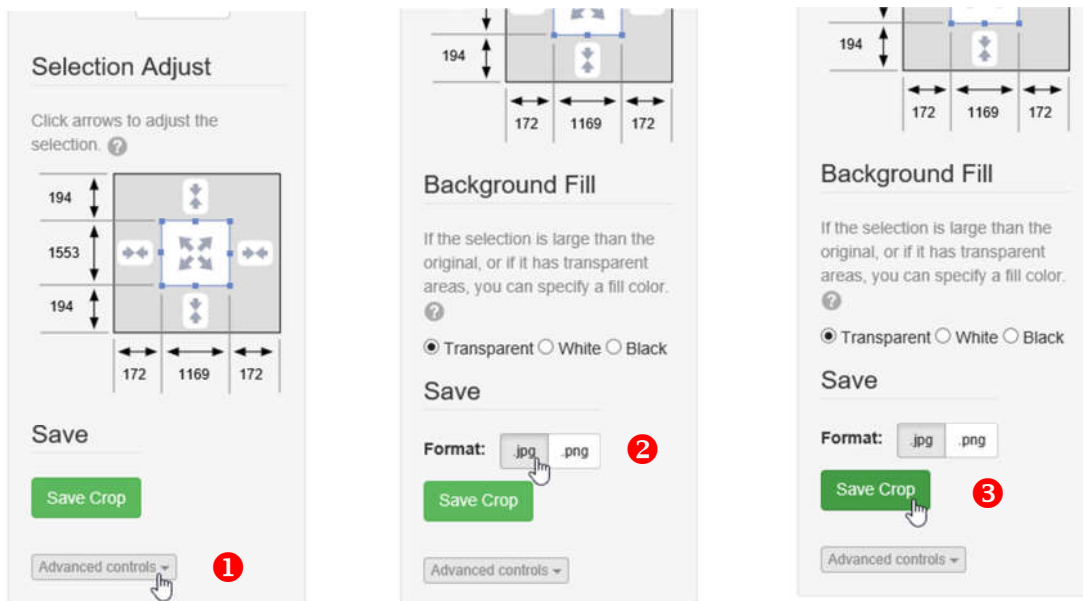 Selection Adjust
Click arrows to adjust the
selection. ?
194
1553
194
172 1169 172
Save
Save Crop
Advanced controls
1
194
172 1169 172
Background Fill
If the selection is large than the
original, or if it has transparent
areas, you can specify a fill color.
?
Transparent White Black
Save
Format: .jpg .png
2
Save Crop
Advanced controls
194
172 1169 172
Background Fill
If the selection is large than the
original, or if it has transparent
areas, you can specify a fill color.
?
Transparent White Black
Save
Format: .jpg .png
Save Crop
3
Advanced controls